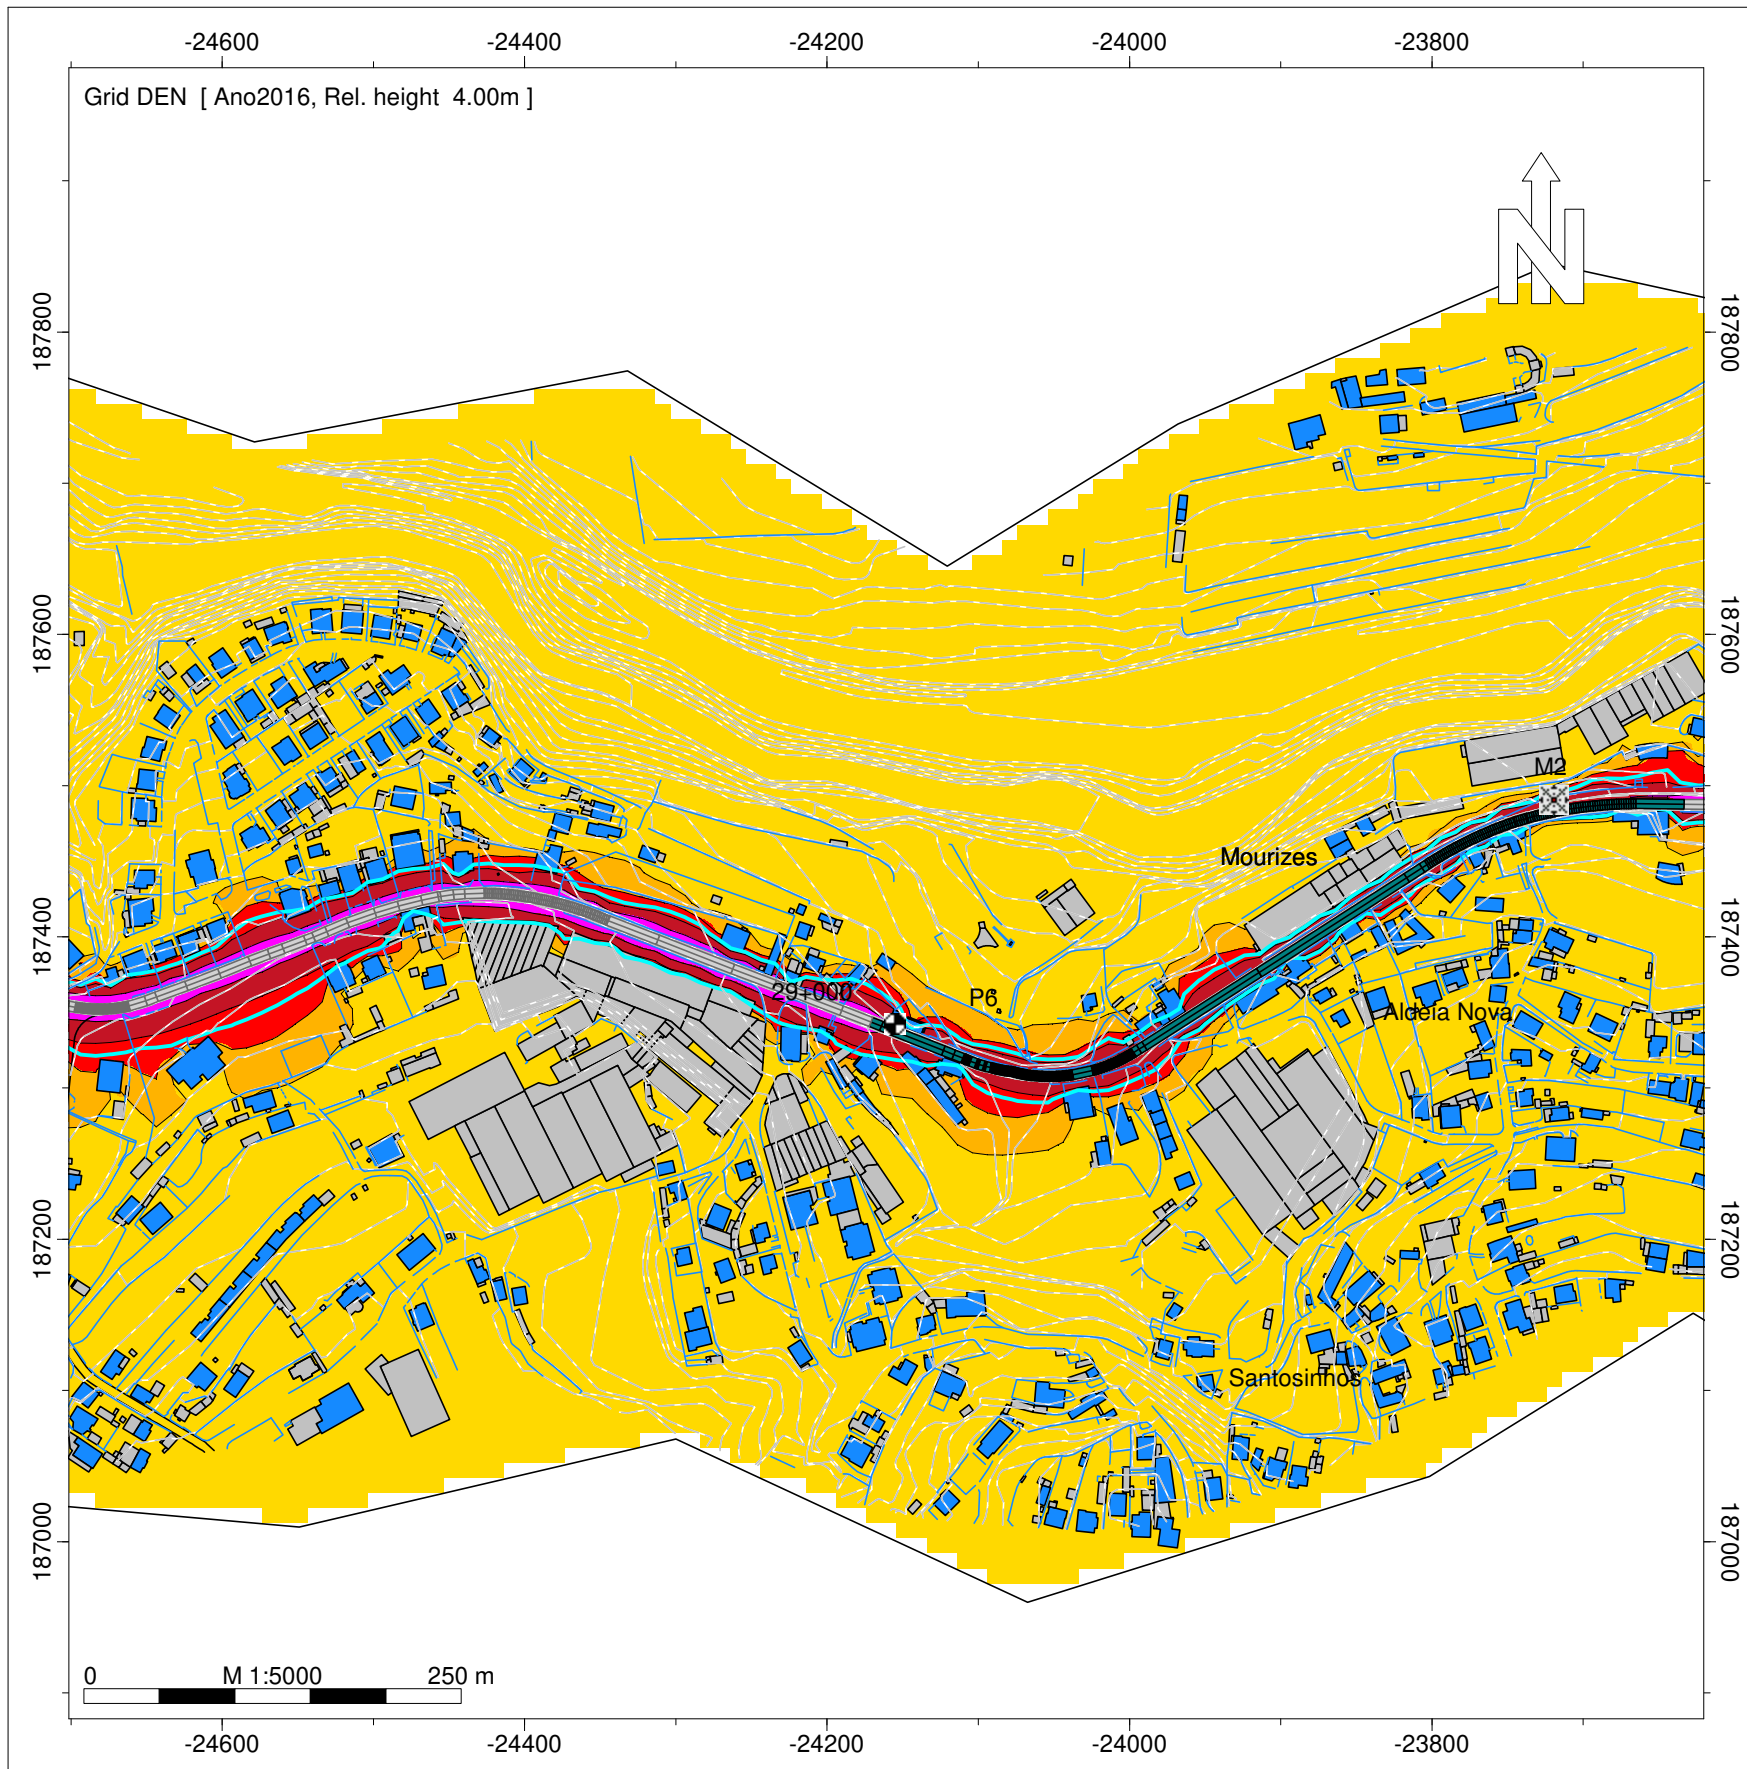 -24600 -24400 -24200 -24000 -23800
Grid DEN [ Ano2016, Rel. height 4.00m ]
N
187800 187800
187600 187600
M2
Mourizes
187400 187400
29+000
P6
Aldeia Nova
187200 187200
Santosinhos
187000 187000
0 M 1:5000 250 m
-24600 -24400 -24200 -24000 -23800